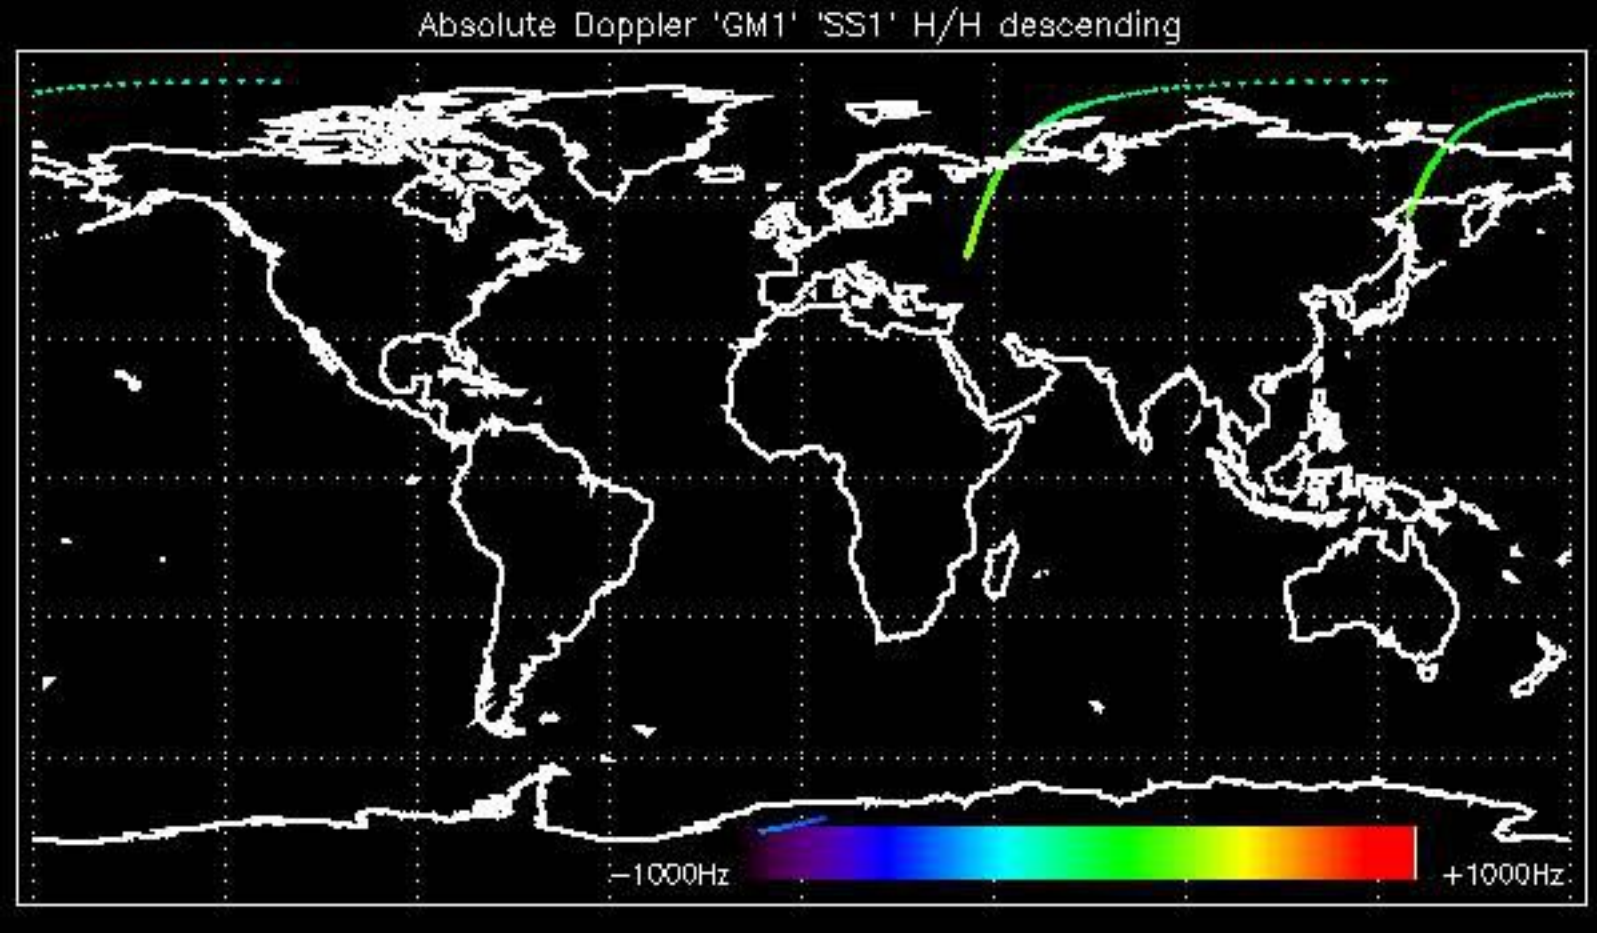 Absolute Doppler 'GM1' 'SS1' H/H descending
−1000Hz +1000Hz